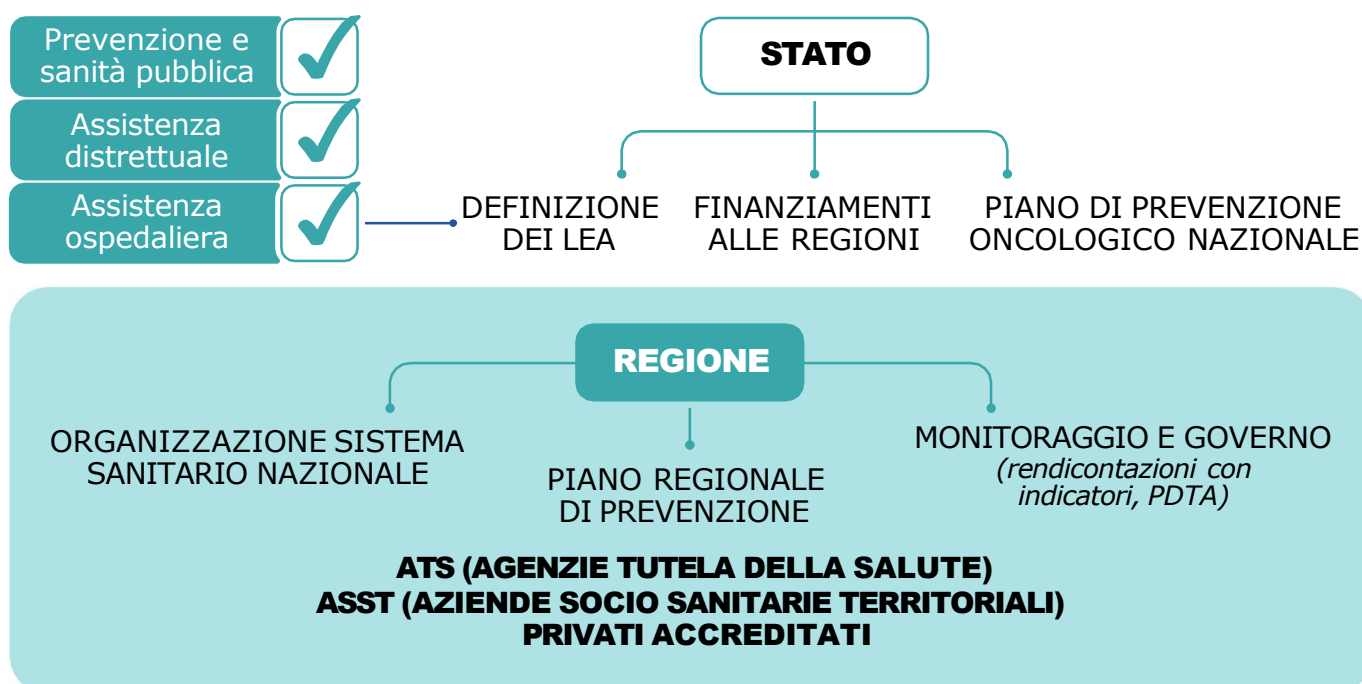 Prevenzione e
sanità pubblica
Assistenza
distrettuale
Assistenza
ospedaliera
STATO
DEFINIZIONE
DEI LEA
FINANZIAMENTI
ALLE REGIONI
PIANO DI PREVENZIONE
ONCOLOGICO NAZIONALE
REGIONE
ORGANIZZAZIONE SISTEMA
SANITARIO NAZIONALE
PIANO REGIONALE
DI PREVENZIONE
MONITORAGGIO E GOVERNO
(rendicontazioni con
indicatori, PDTA)
ATS (AGENZIE TUTELA DELLA SALUTE)
ASST (AZIENDE SOCIO SANITARIE TERRITORIALI)
PRIVATI ACCREDITATI